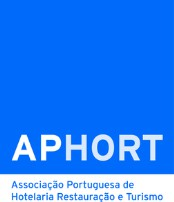 APHORT
Associação Portuguesa de
Hotelaria Restauração e Turismo